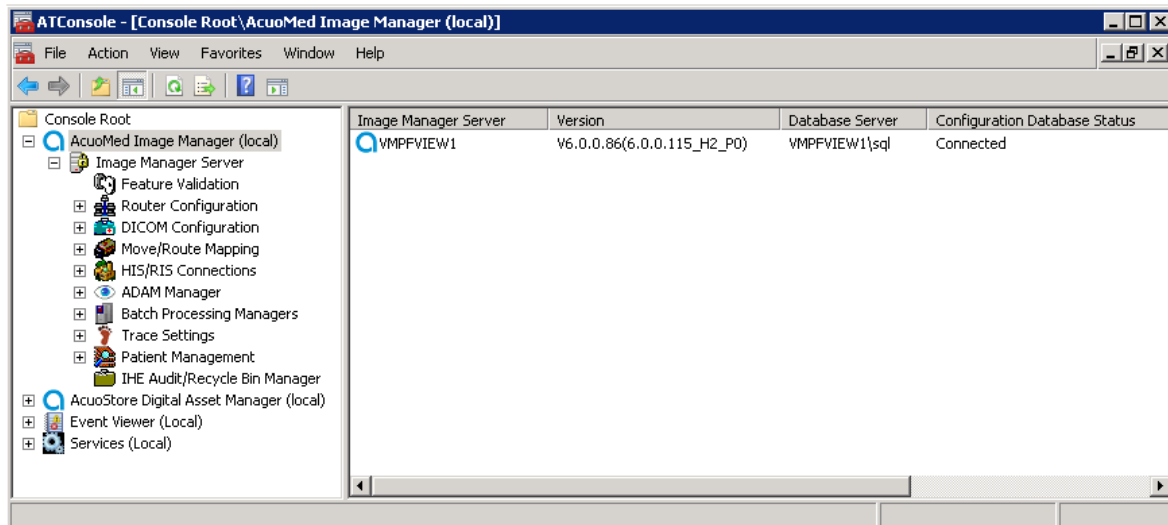 ATConsole - [Console Root\AcuoMed Image Manager (local)]
File Action View Favorites Window Help
Console Root
AcuoMed Image Manager (local)
Image Manager Server
Feature Validation
Router Configuration
DICOM Configuration
Move/Route Mapping
HIS/RIS Connections
ADAM Manager
Batch Processing Managers
Trace Settings
Patient Management
IHE Audit/Recycle Bin Manager
AcuoStore Digital Asset Manager (local)
Event Viewer (Local)
Services (Local)
Image Manager Server Version Database Server Configuration Database Status
VMPFVIEW1 V6.0.0.86(6.0.0.115_H2_P0) VMPFVIEW1\sql Connected